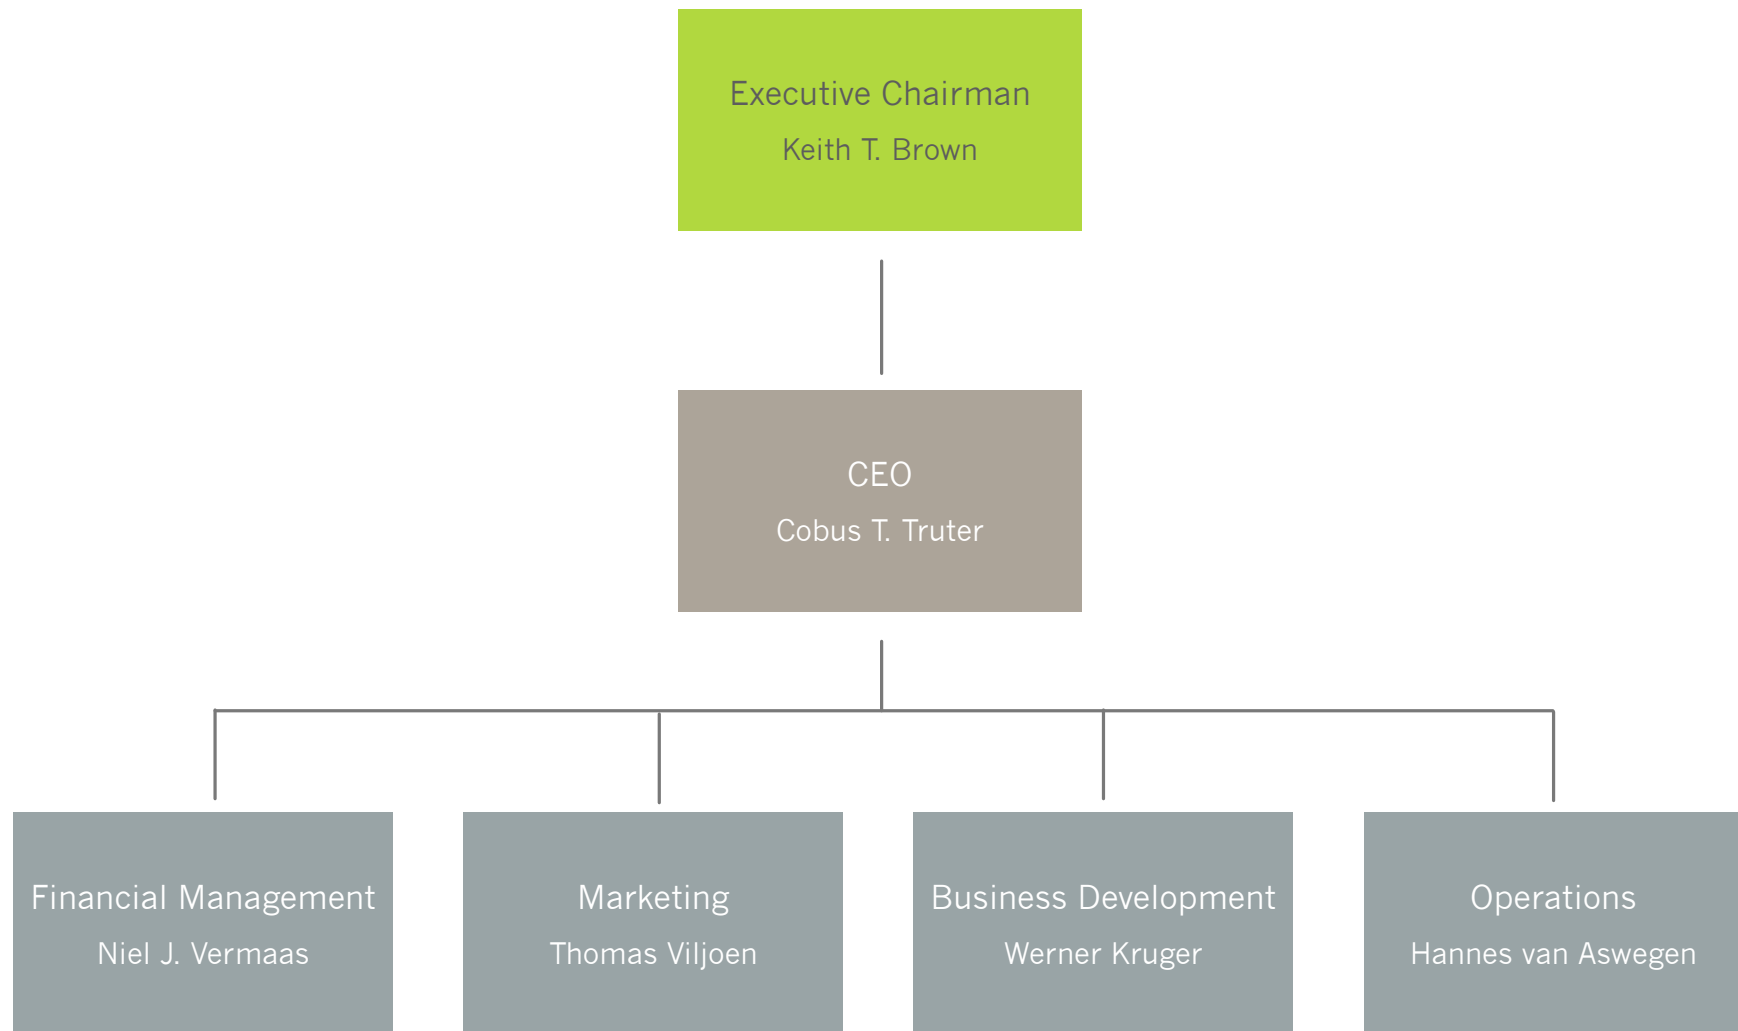 Executive Chairman
Keith T. Brown
CEO
Cobus T. Truter
Financial Management
Niel J. Vermaas
Marketing
Thomas Viljoen
Business Development
Werner Kruger
Operations
Hannes van Aswegen